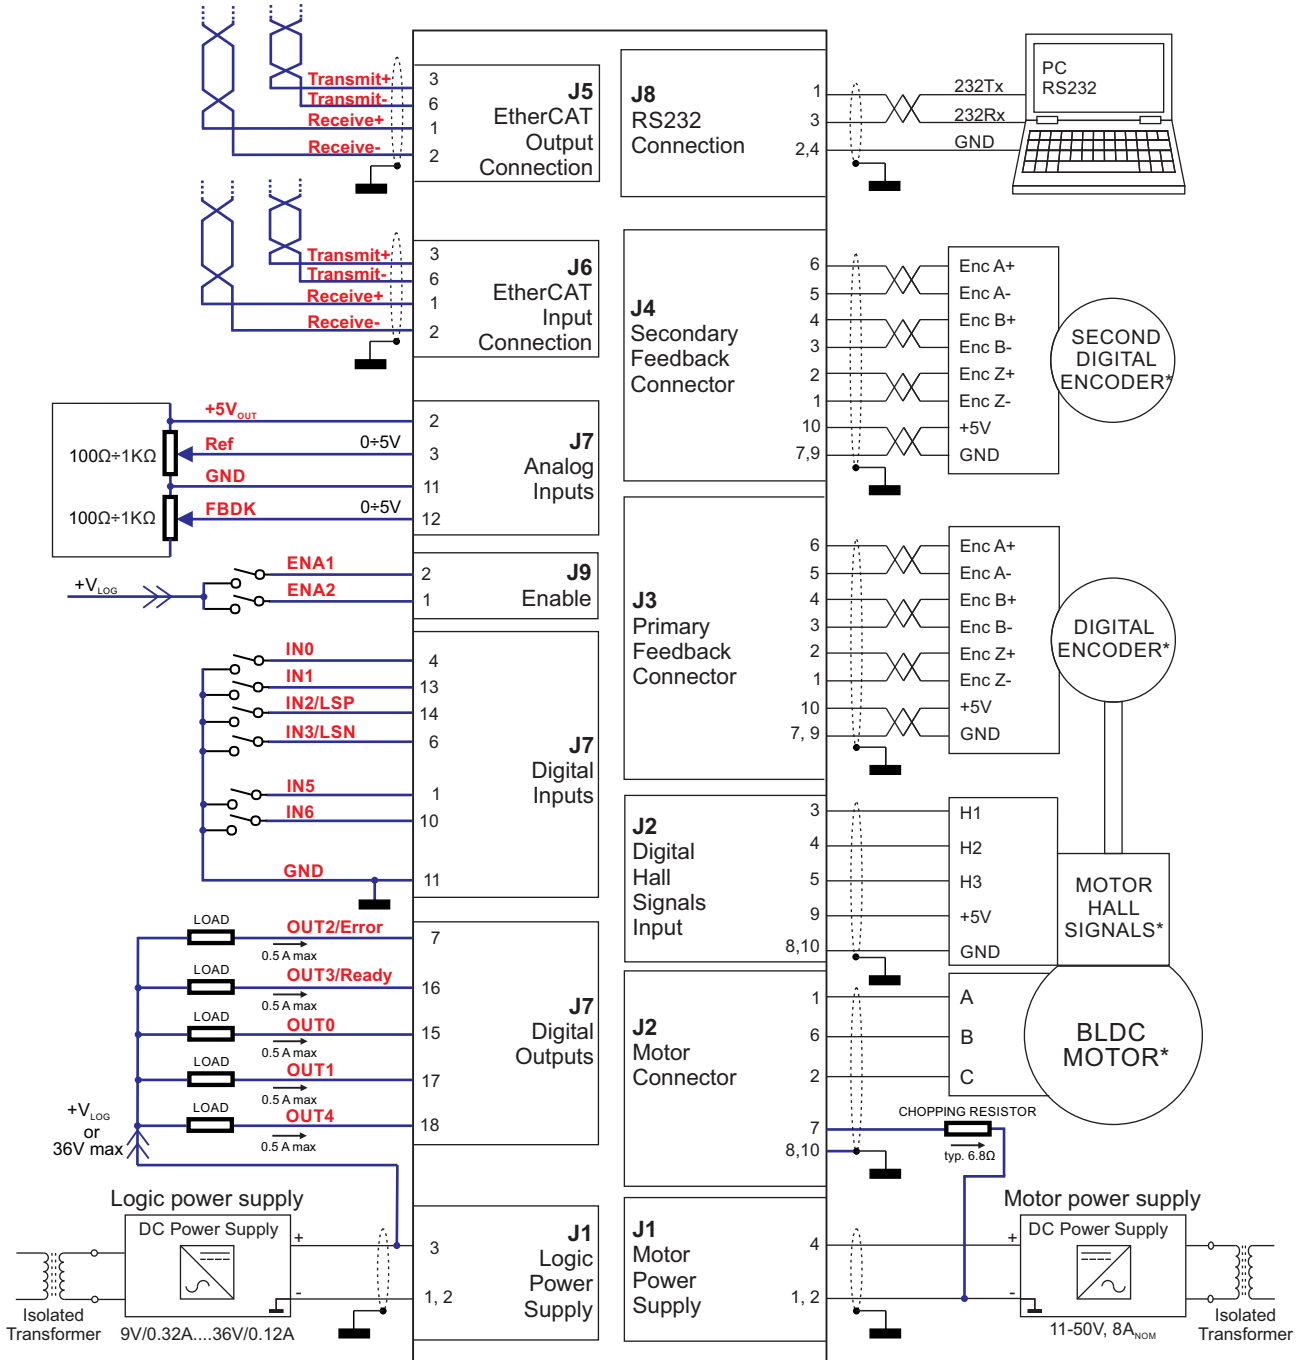 Transmit+
3
Transmit-
6
Receive+
1
Receive-
2
J5
EtherCAT
Output
Connection
Transmit+
3
Transmit-
6
Receive+
1
Receive-
2
J6
EtherCAT
Input
Connection
+5VOUT
2
100Ω÷1KΩ
Ref
0÷5V
3
GND
11
100Ω÷1KΩ
FBDK
0÷5V
12
J7
Analog
Inputs
+VLOG
ENA1
2
ENA2
1
J9
Enable
IN0
4
IN1
13
IN2/LSP
14
IN3/LSN
6
IN5
1
IN6
10
GND
11
J7
Digital
Inputs
LOAD
OUT2/Error
0.5 A max
7
LOAD
OUT3/Ready
0.5 A max
16
LOAD
OUT0
0.5 A max
15
LOAD
OUT1
0.5 A max
17
LOAD
OUT4
0.5 A max
18
J7
Digital
Outputs
+VLOG
or
36V max
Logic power supply
DC Power Supply
+
-
Isolated
Transformer
9V/0.32A....36V/0.12A
3
1, 2
J1
Logic
Power
Supply
J8
RS232
Connection
1
3
2,4
232Tx
232Rx
GND
PC
RS232
J4
Secondary
Feedback
Connector
6
5
4
3
2
1
10
7,9
Enc A+
Enc A-
Enc B+
Enc B-
Enc Z+
Enc Z-
+5V
GND
SECOND
DIGITAL
ENCODER*
J3
Primary
Feedback
Connector
6
5
4
3
2
1
10
7, 9
Enc A+
Enc A-
Enc B+
Enc B-
Enc Z+
Enc Z-
+5V
GND
DIGITAL
ENCODER*
J2
Digital
Hall
Signals
Input
3
4
5
9
8,10
H1
H2
H3
+5V
GND
MOTOR
HALL
SIGNALS*
J2
Motor
Connector
1
6
2
7
8,10
A
B
C
BLDC
MOTOR*
CHOPPING RESISTOR
typ. 6.8Ω
J1
Motor
Power
Supply
4
1, 2
Motor power supply
DC Power Supply
+
-
11-50V, 8ANOM
Isolated
Transformer